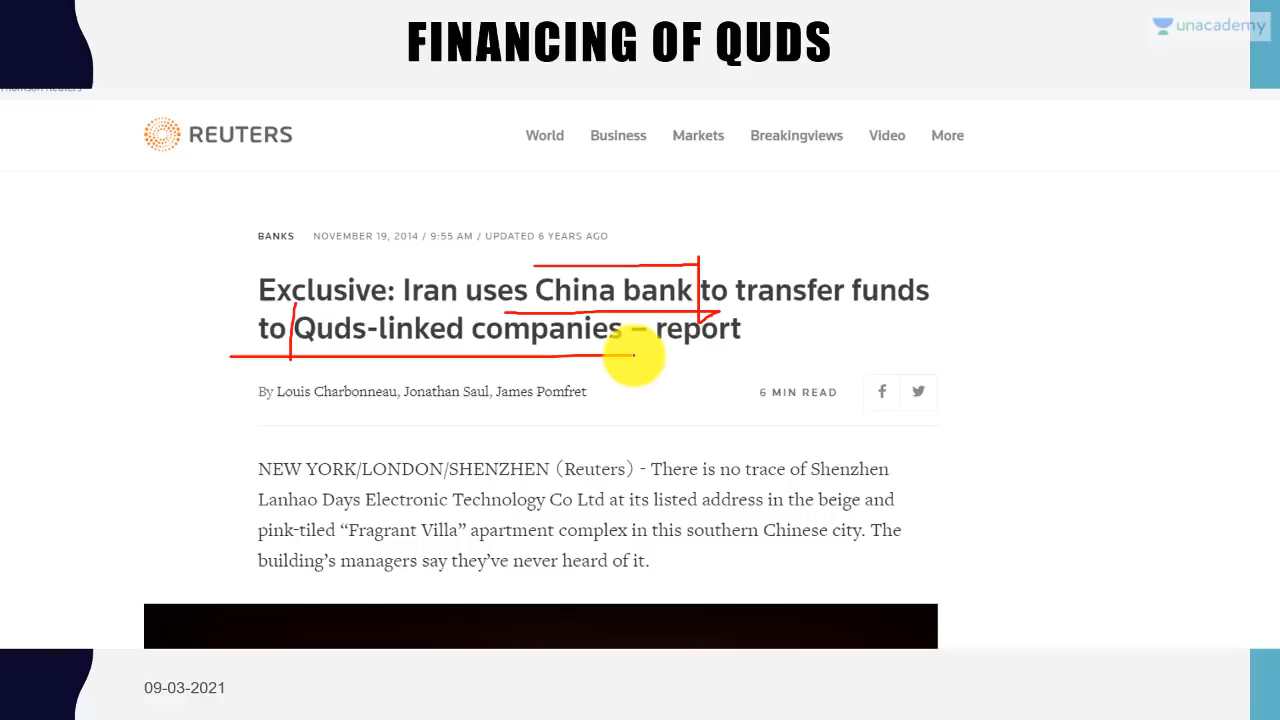 FINANCING OF QUDS
unacademy
Thomson Reuters
REUTERS
World Business Markets Breakingviews Video More
BANKS NOVEMBER 19, 2014 / 9:55 AM / UPDATED 6 YEARS AGO
Exclusive: Iran uses China bank to transfer funds
to Quds-linked companies – report
By Louis Charbonneau, Jonathan Saul, James Pomfret
6 MIN READ
NEW YORK/LONDON/SHENZHEN (Reuters) - There is no trace of Shenzhen
Lanhao Days Electronic Technology Co Ltd at its listed address in the beige and
pink-tiled “Fragrant Villa” apartment complex in this southern Chinese city. The
building’s managers say they’ve never heard of it.
09-03-2021